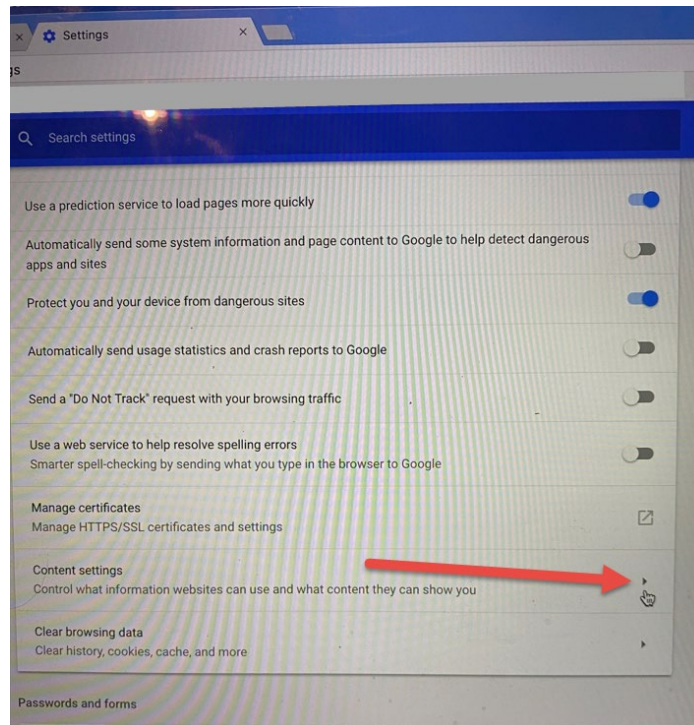 Settings
gs
Search settings
Use a prediction service to load pages more quickly
Automatically send some system information and page content to Google to help detect dangerous
apps and sites
Protect you and your device from dangerous sites
Automatically send usage statistics and crash reports to Google
Send a "Do Not Track" request with your browsing traffic
Use a web service to help resolve spelling errors
Smarter spell-checking by sending what you type in the browser to Google
Manage certificates
Manage HTTPS/SSL certificates and settings
Content settings
Control what information websites can use and what content they can show you
Clear browsing data
Clear history, cookies, cache, and more
Passwords and forms